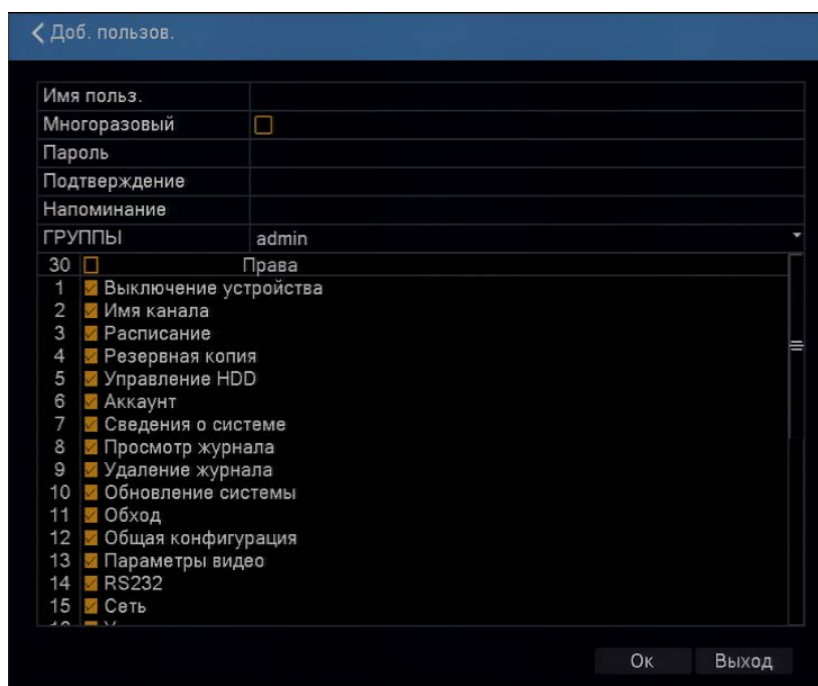 Доб. пользов.
Имя польз.
Многоразовый
Пароль
Подтверждение
Напоминание
ГРУППЫ admin
30 Права
1 Выключение устройства
2 Имя канала
3 Расписание
4 Резервная копия
5 Управление HDD
6 Аккаунт
7 Сведения о системе
8 Просмотр журнала
9 Удаление журнала
10 Обновление системы
11 Обход
12 Общая конфигурация
13 Параметры видео
14 RS232
15 Сеть
Ок Выход